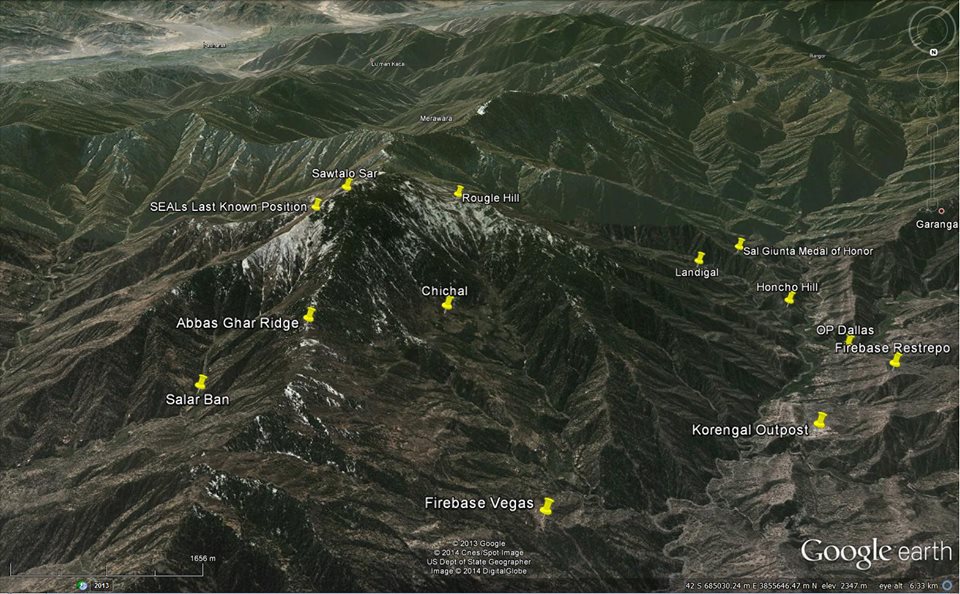 Lu'man Kaca
Bargor
Merawara
N
Sawtalo Sar
Rougle Hill
SEALs Last Known Position
Garanga
Sal Giunta Medal of Honor
Landigal
Chichal
Honcho Hill
Abbas Ghar Ridge
OP Dallas
Firebase Restrepo
Salar Ban
Korengal Outpost
Firebase Vegas
© 2013 Google
© 2014 Cnes/Spot Image
US Dept of State Geographer
Image © 2014 DigitalGlobe
Google earth
1656 m
2013
42 S 685030.24 m E 3855646.47 m N elev 2347 m eye alt 6.33 km